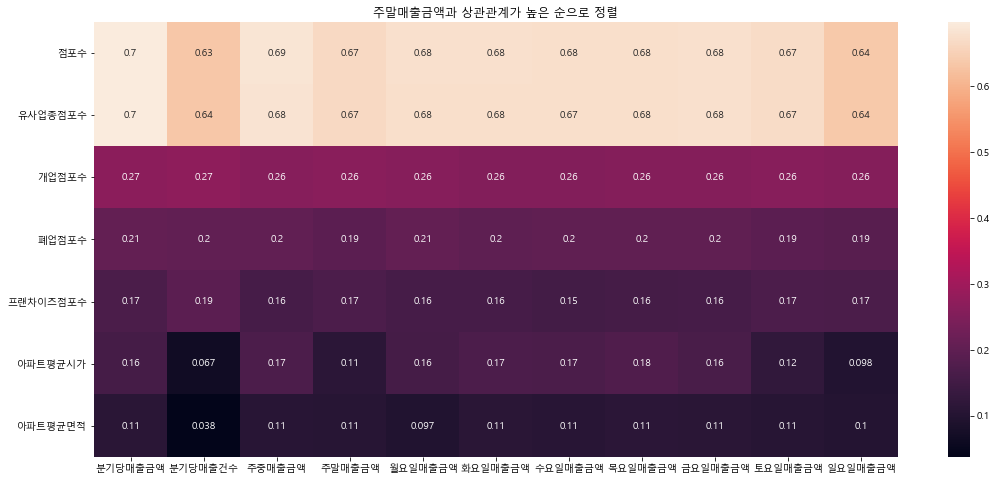 주말매출금액과 상관관계가 높은 순으로 정렬
점포수 0.7 0.63 0.69 0.67 0.68 0.68 0.68 0.68 0.68 0.67 0.64
유사업종점포수 0.7 0.64 0.68 0.67 0.68 0.68 0.67 0.68 0.68 0.67 0.64
개업점포수 0.27 0.27 0.26 0.26 0.26 0.26 0.26 0.26 0.26 0.26 0.26
폐업점포수 0.21 0.2 0.2 0.19 0.21 0.2 0.2 0.2 0.2 0.19 0.19
프랜차이즈점포수 0.17 0.19 0.16 0.17 0.16 0.16 0.15 0.16 0.16 0.17 0.17
아파트평균시가 0.16 0.067 0.17 0.11 0.16 0.17 0.17 0.18 0.16 0.12 0.098
아파트평균면적 0.11 0.038 0.11 0.11 0.097 0.11 0.11 0.11 0.11 0.11 0.1
분기당매출금액 분기당매출건수 주중매출금액 주말매출금액 월요일매출금액 화요일매출금액 수요일매출금액 목요일매출금액 금요일매출금액 토요일매출금액 일요일매출금액
0.6
0.5
0.4
0.3
0.2
0.1